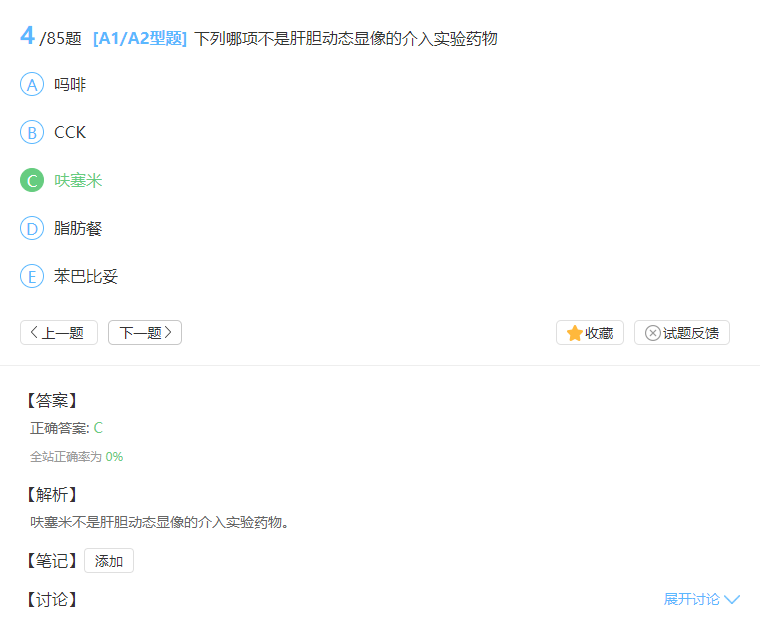 4 /85题 [A1/A2型题] 下列哪项不是肝胆动态显像的介入实验药物
A 吗啡
B CCK
C 呋塞米
D 脂肪餐
E 苯巴比妥
上一题 下一题 收藏 试题反馈
【答案】
正确答案: C
全站正确率为 0%
【解析】
呋塞米不是肝胆动态显像的介入实验药物。
【笔记】 添加
【讨论】 展开讨论